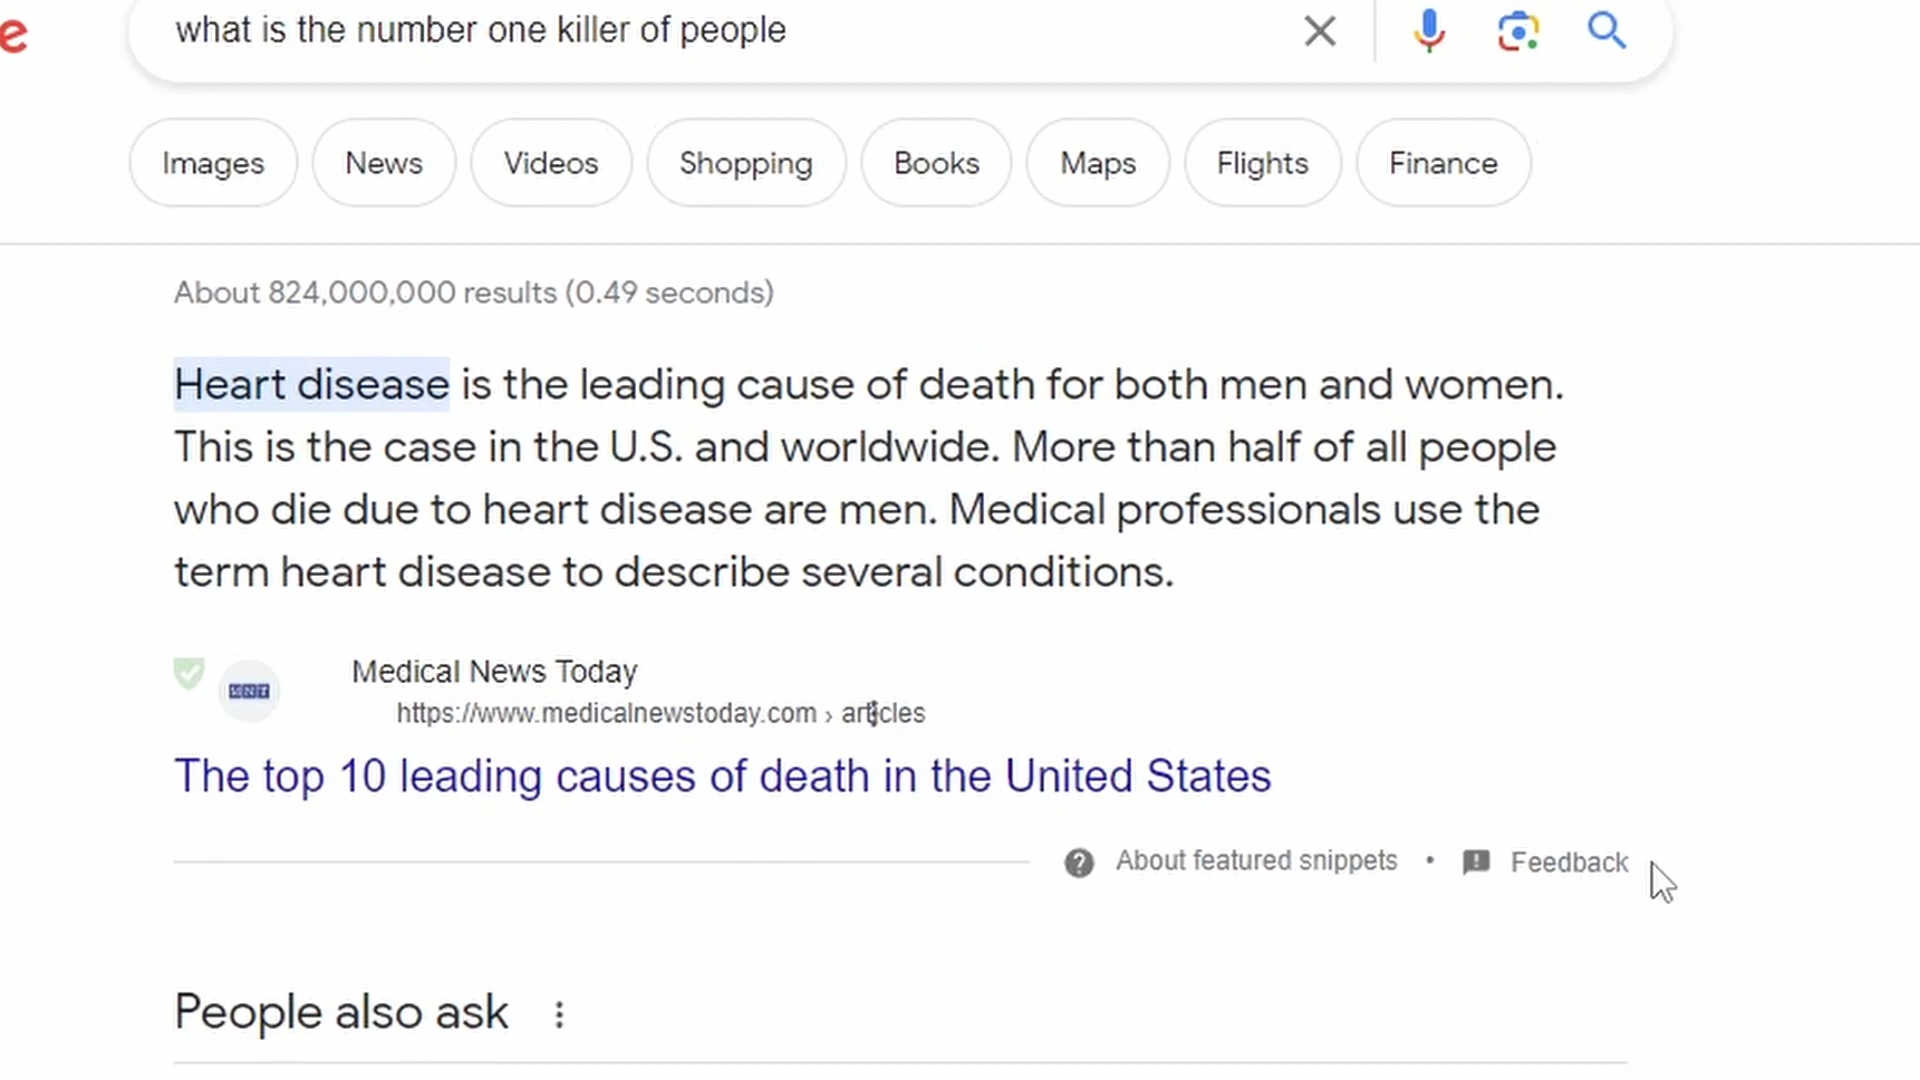 e
what is the number one killer of people
Images News Videos Shopping Books Maps Flights Finance
About 824,000,000 results (0.49 seconds)
Heart disease is the leading cause of death for both men and women.
This is the case in the U.S. and worldwide. More than half of all people
who die due to heart disease are men. Medical professionals use the
term heart disease to describe several conditions.
MNT
Medical News Today
https://www.medicalnewstoday.com › articles
The top 10 leading causes of death in the United States
About featured snippets • Feedback
People also ask